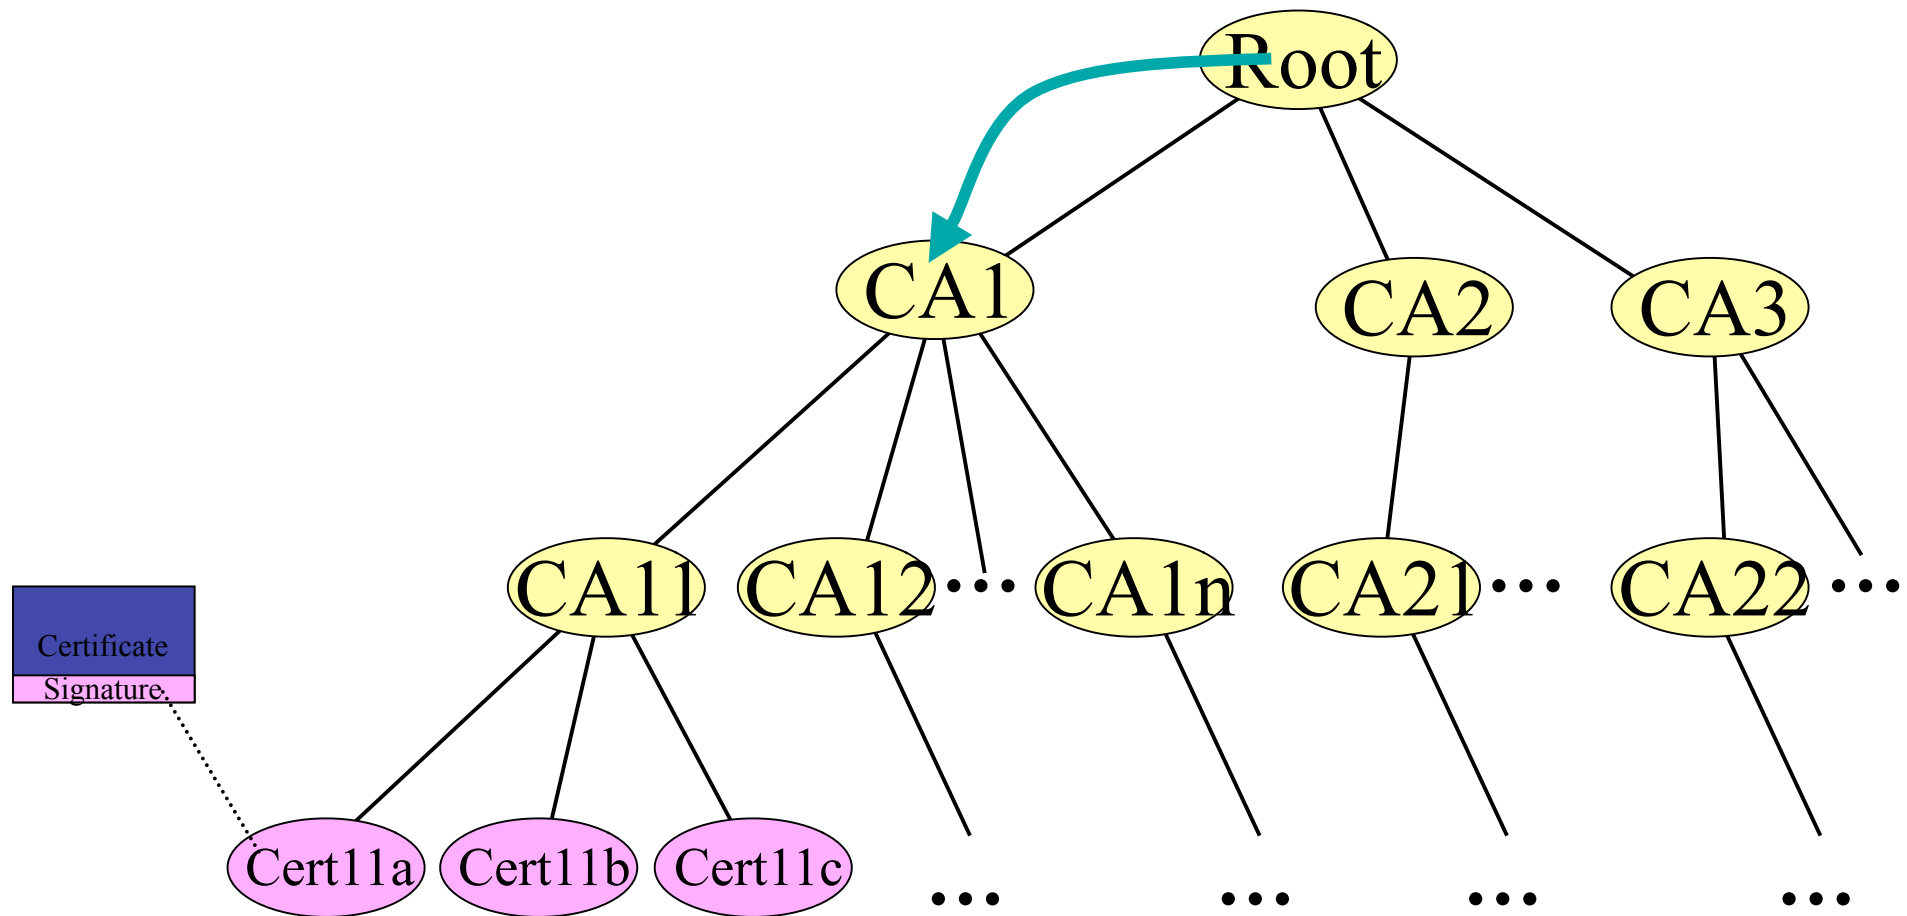 Root
CA1
CA2
CA3
CA11
CA12
...
CA1n
CA21
...
CA22
...
Certificate
Signature
Cert11a
Cert11b
Cert11c
...
...
...
...